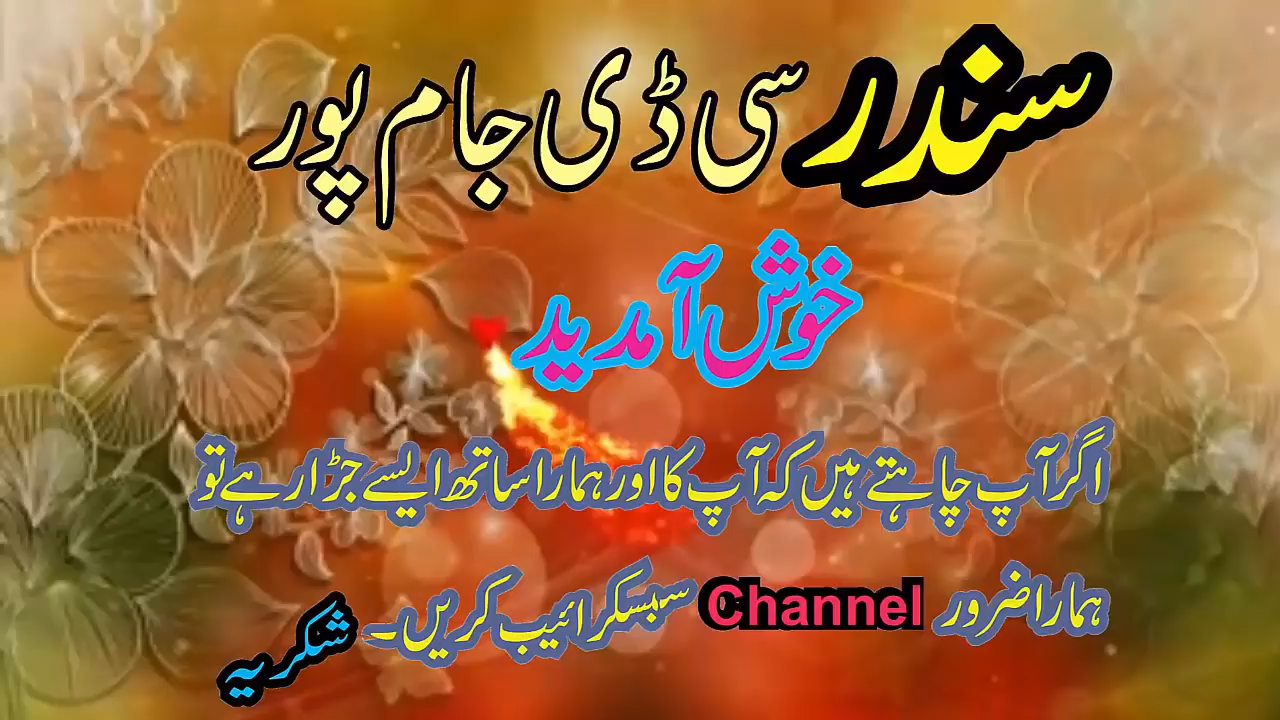 سندر سی ڈی جام پور
خوش آمدید
اگر آپ چاہتے ہیں کہ آپ کا اور ہمارا ساتھ ایسے جڑا رہے تو
ہمارا ضرور Channel سبسکرائیب کریں۔ شکریہ